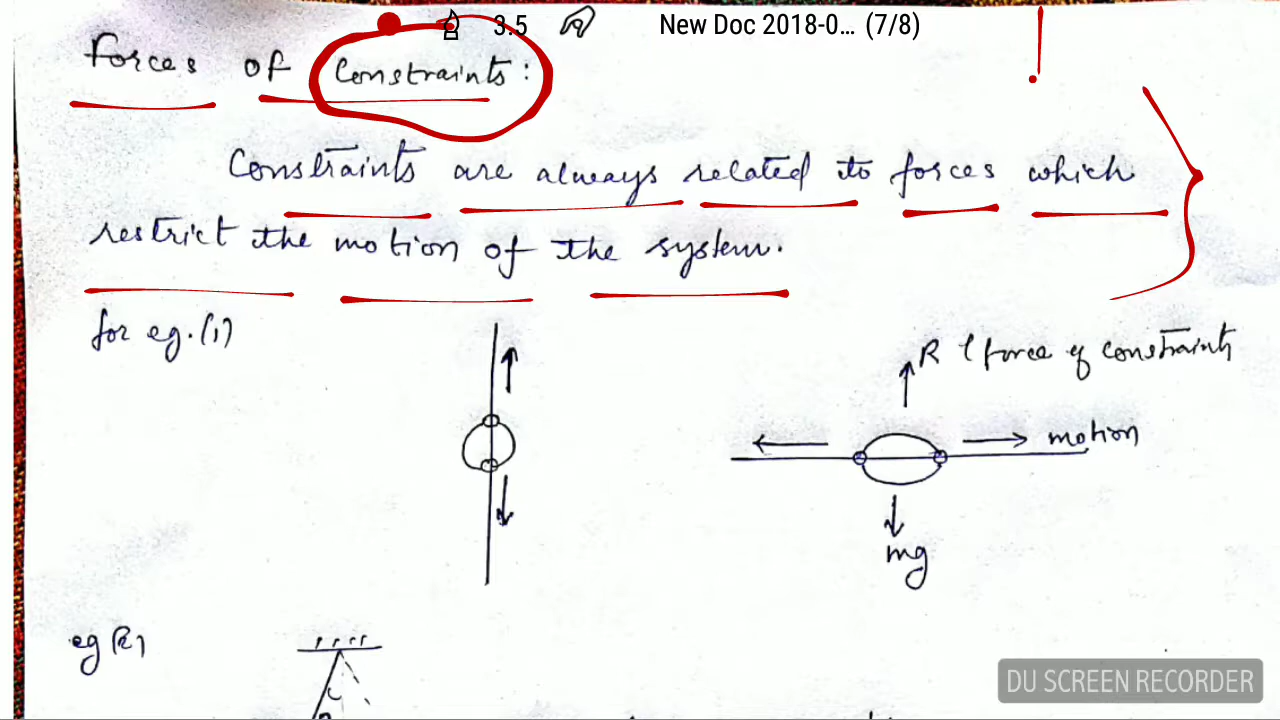 3.5 New Doc 2018-0... (7/8)
forces of Constraints:
Constraints are always related to forces which
restrict the motion of the system.
for eg.(1)
R (force of constraints
motion
mg
eg (2)
DU SCREEN RECORDER